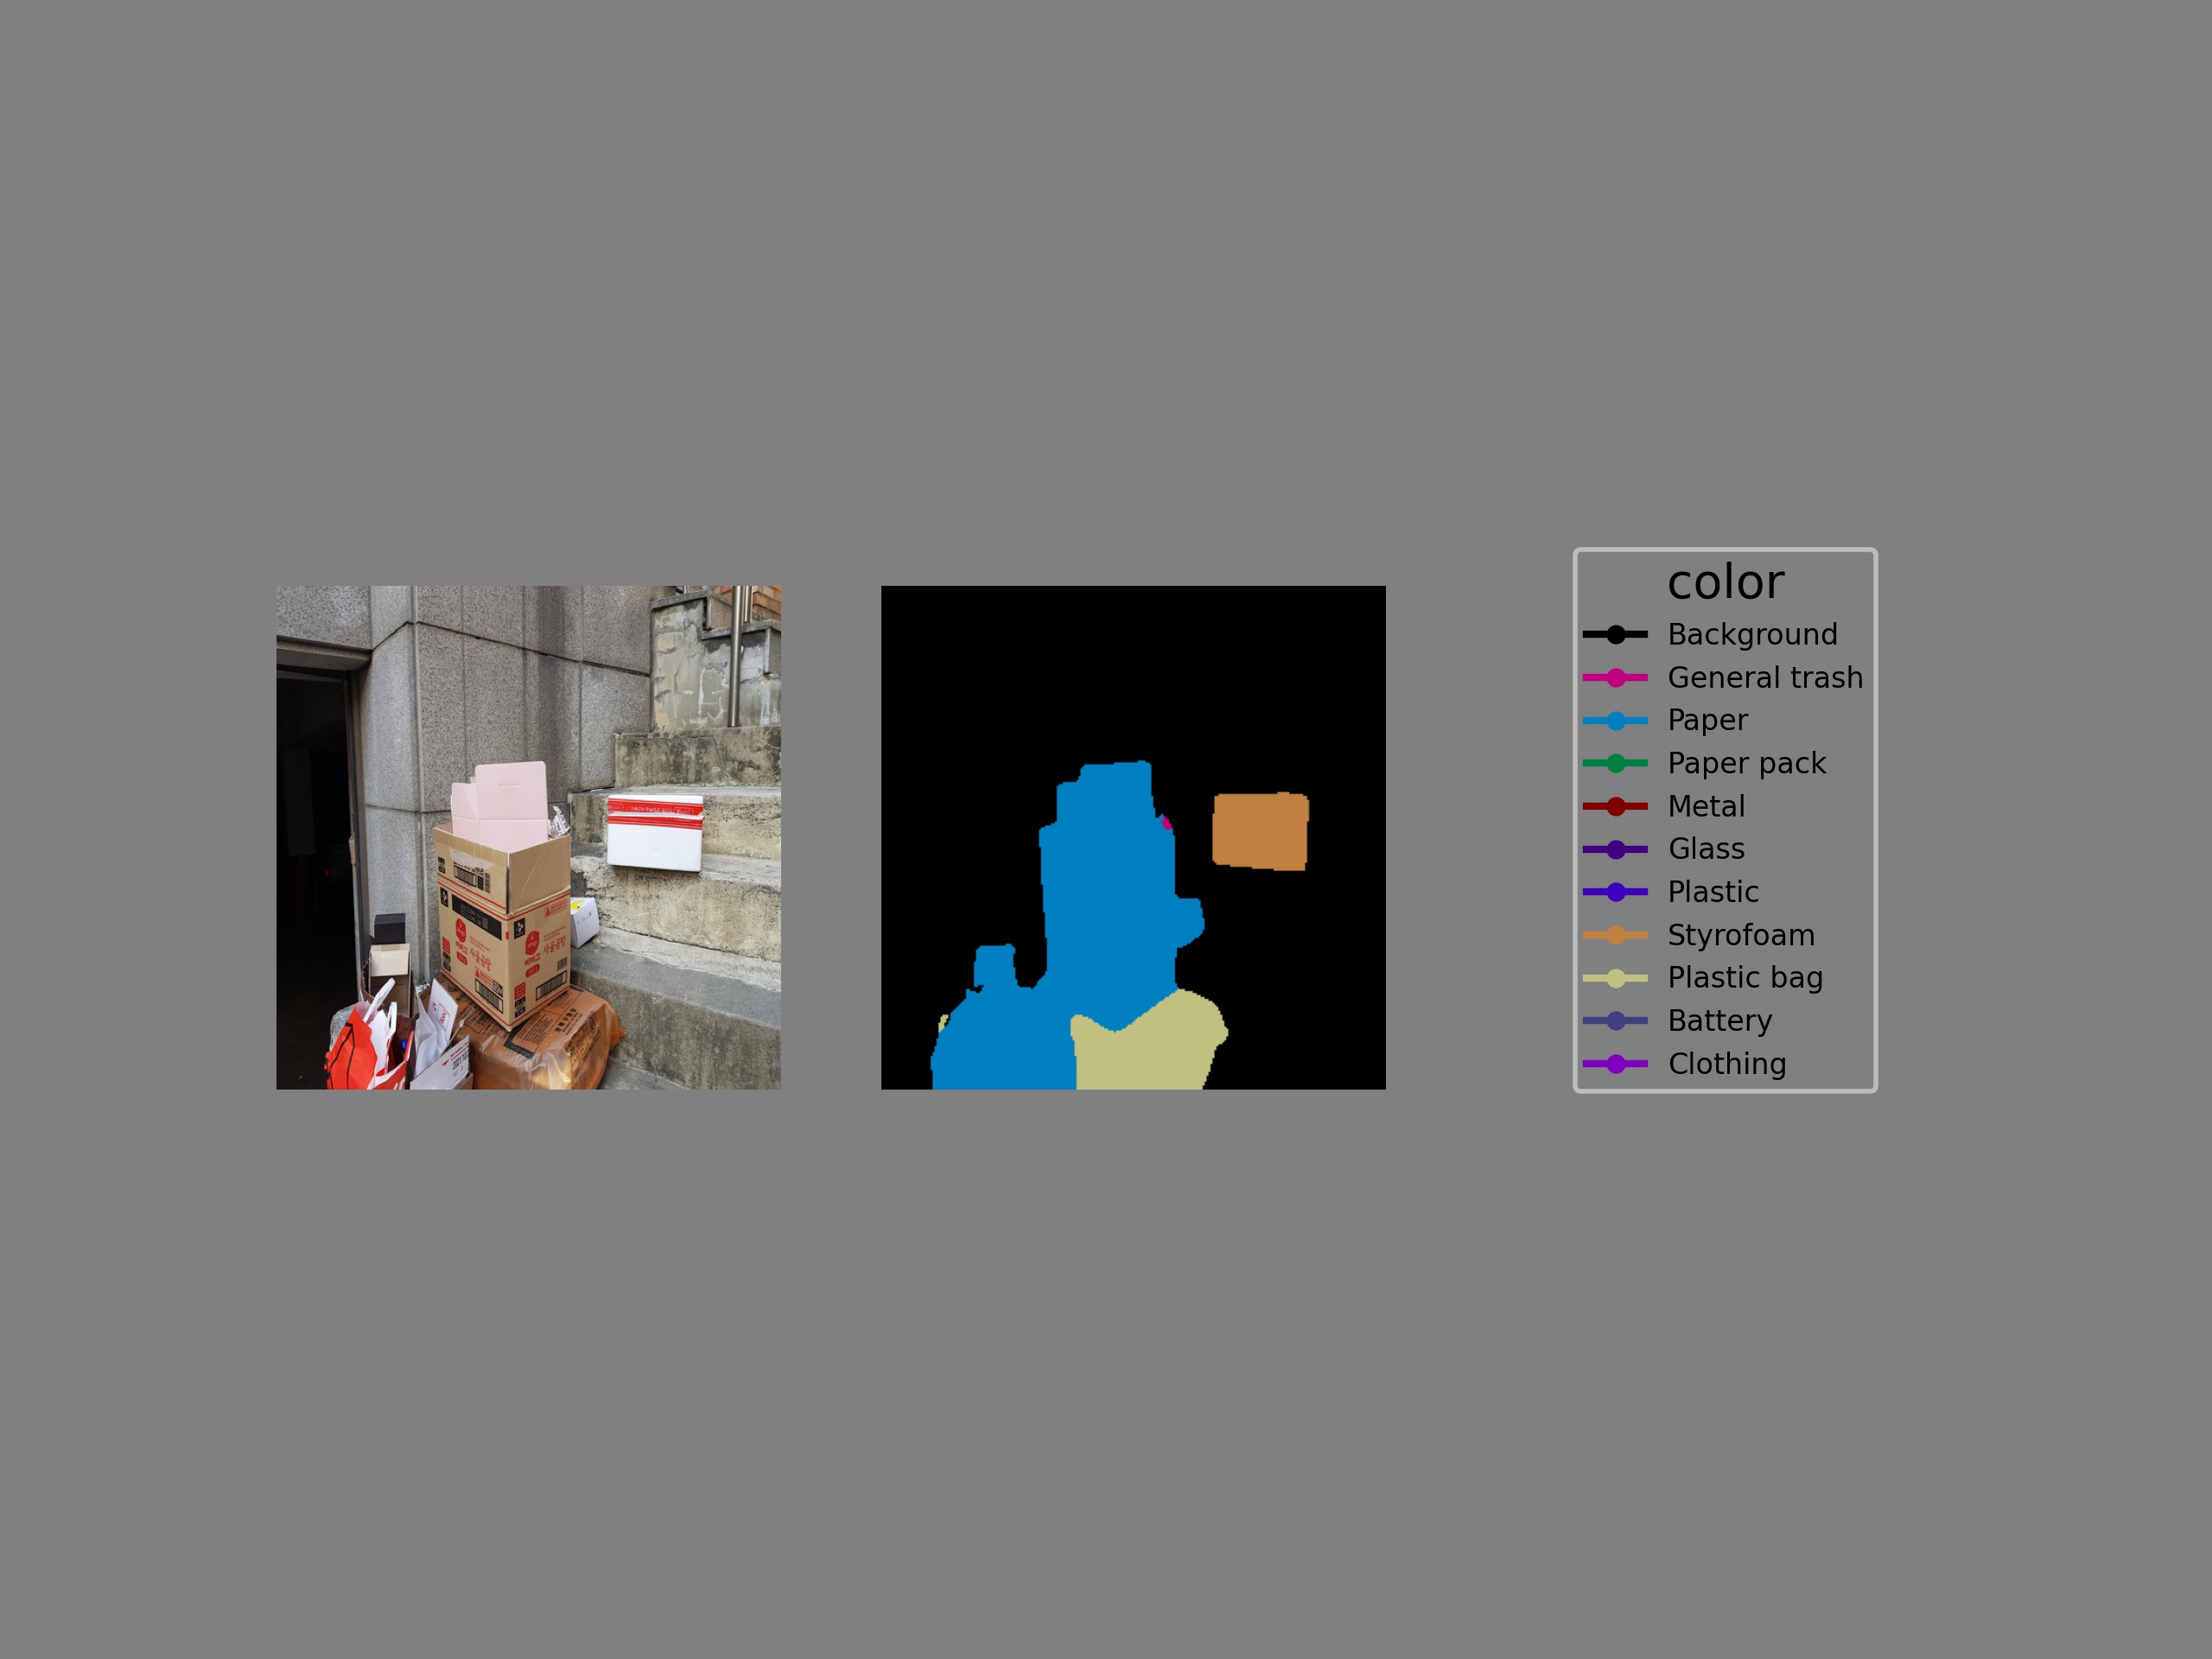 color
Background
General trash
Paper
Paper pack
Metal
Glass
Plastic
Styrofoam
Plastic bag
Battery
Clothing